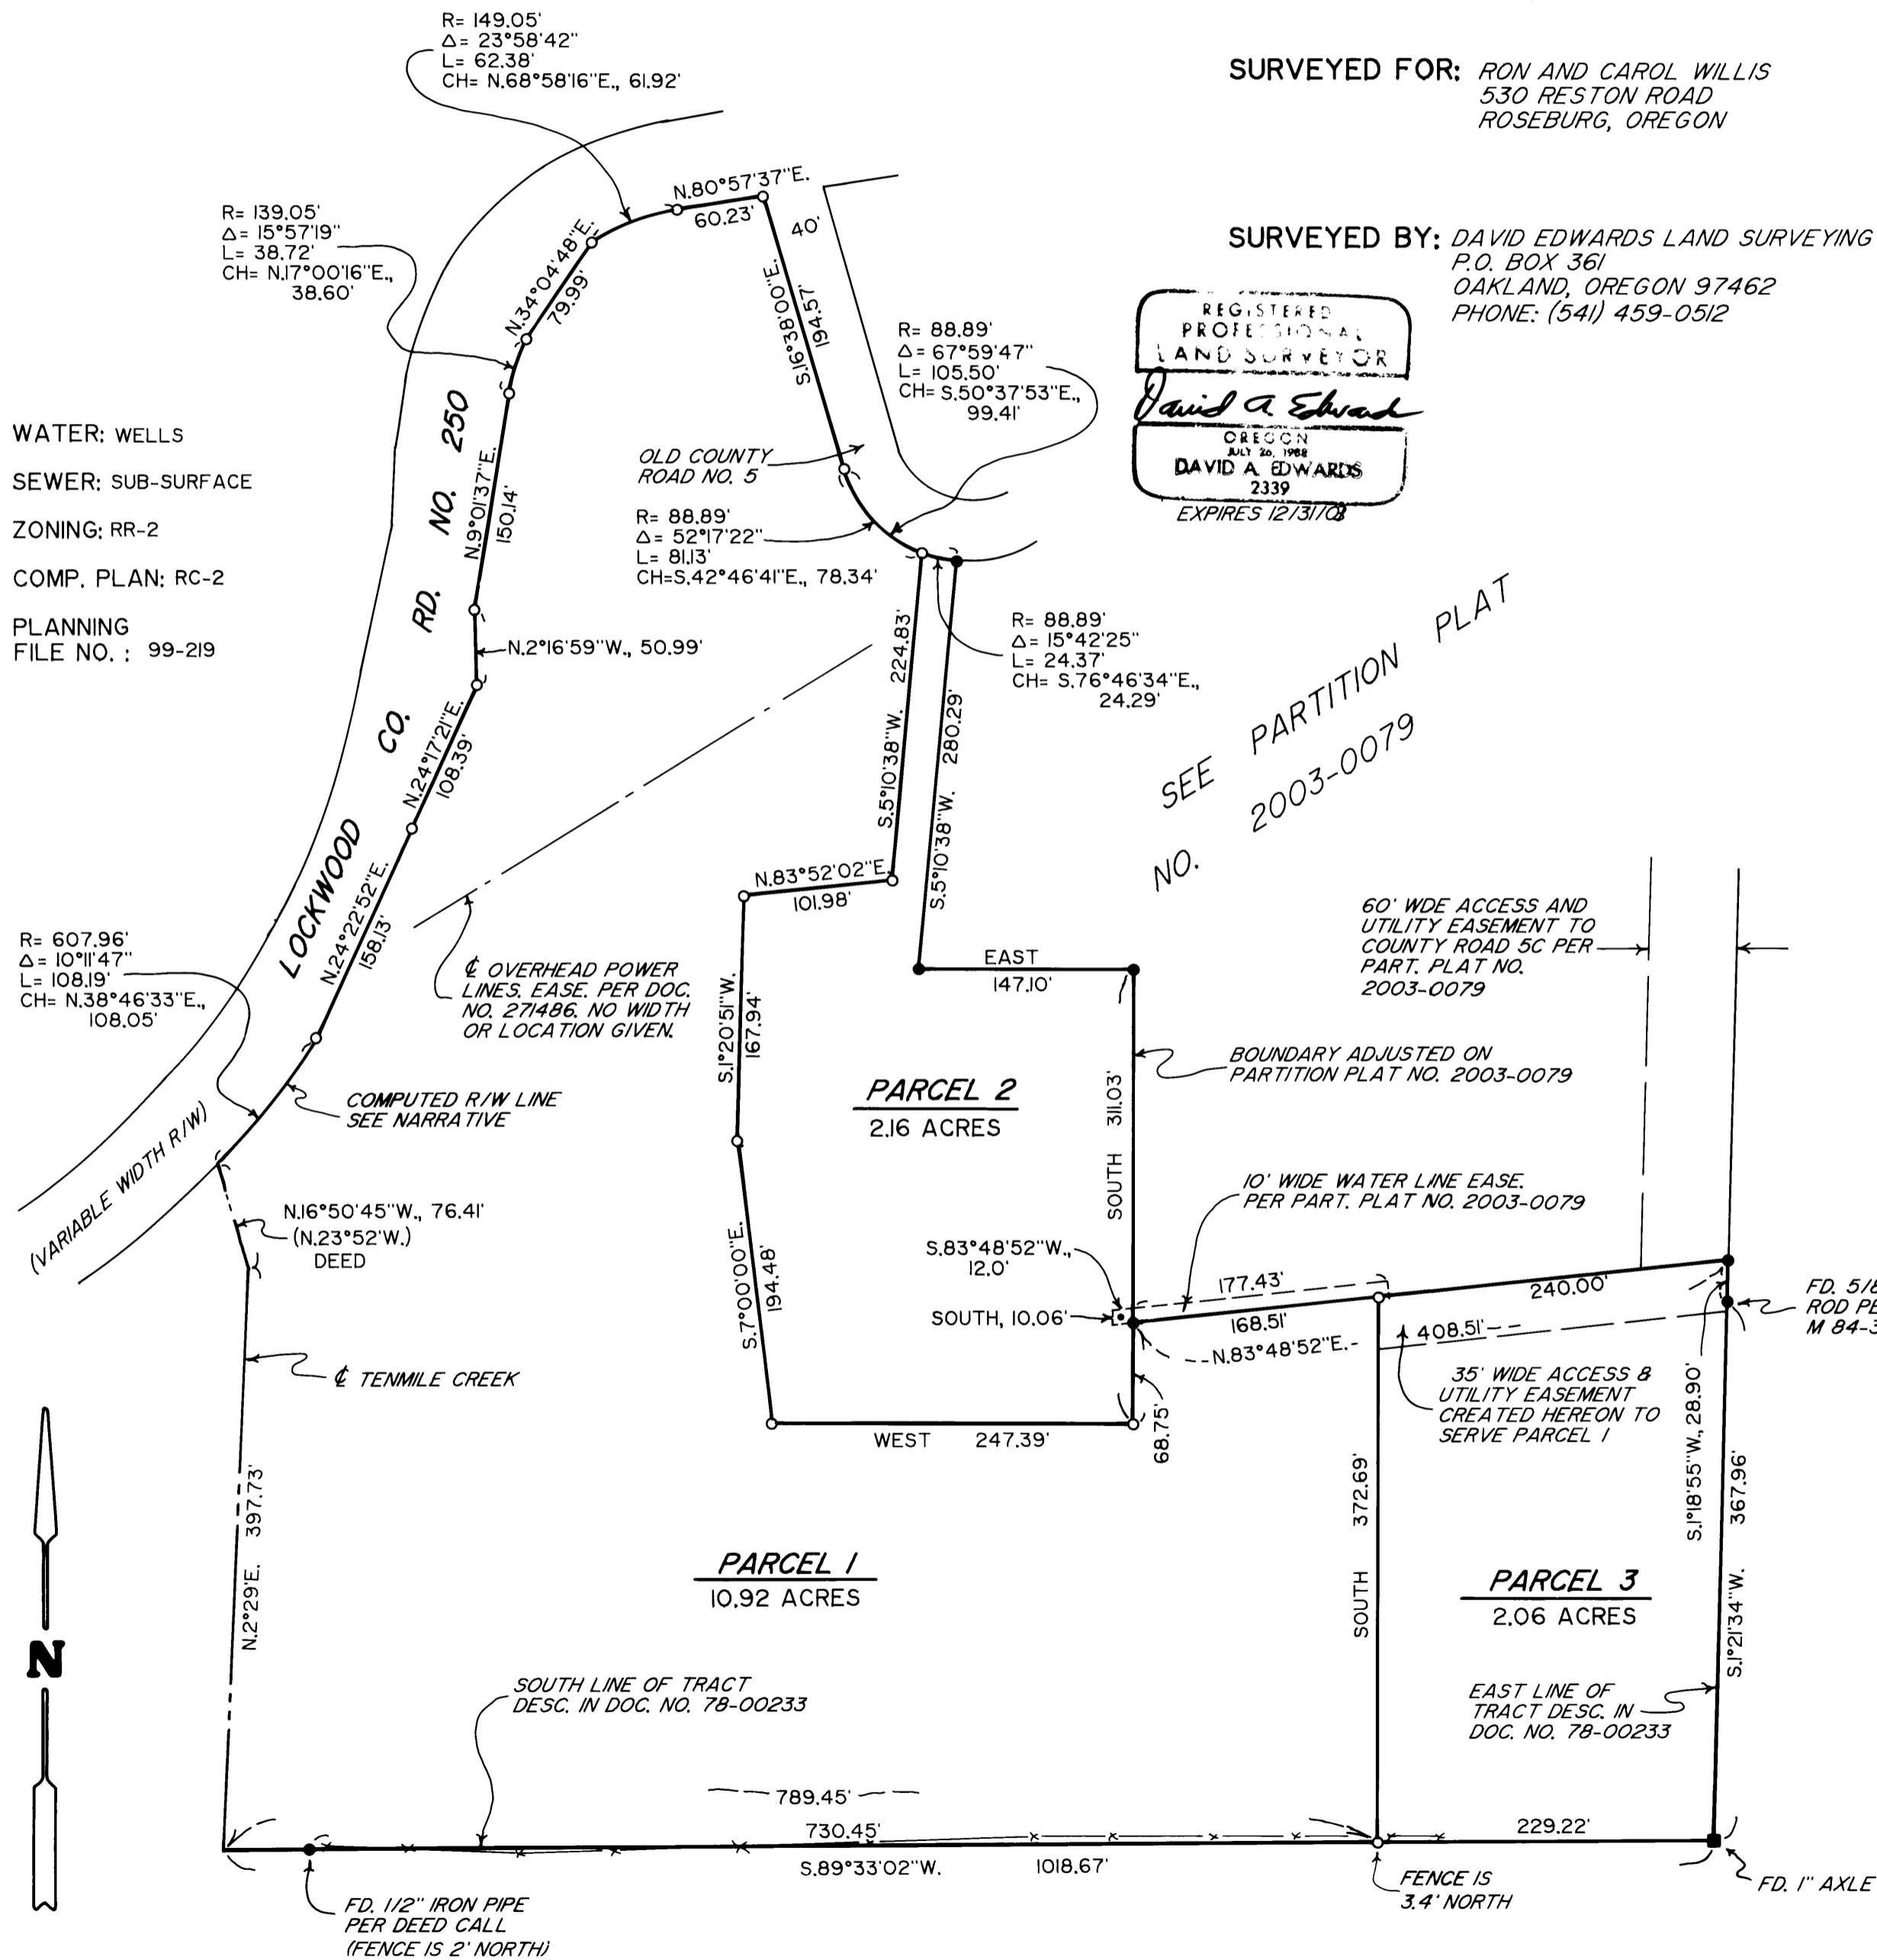 R= 149.05'
Δ= 23°58'42"
L= 62.38'
CH= N.68°58'16"E., 61.92'
SURVEYED FOR: RON AND CAROL WILLIS
530 RESTON ROAD
ROSEBURG, OREGON
SURVEYED BY: DAVID EDWARDS LAND SURVEYING
P.O. BOX 361
OAKLAND, OREGON 97462
PHONE: (541) 459-0512
REGISTERED
PROFESSIONAL
LAND SURVEYOR
David A. Edwards
OREGON
JULY 26, 1988
DAVID A. EDWARDS
2339
EXPIRES 12/31/03
R= 139.05'
Δ= 15°57'19"
L= 38.72'
CH= N.17°00'16"E.,
38.60'
N.80°57'37"E.
60.23'
40'
N.34°04'48"E.
79.99'
S.16°38'00"E.
194.57'
R= 88.89'
Δ= 67°59'47"
L= 105.50'
CH= S.50°37'53"E.,
99.41'
WATER: WELLS
SEWER: SUB-SURFACE
ZONING: RR-2
COMP. PLAN: RC-2
PLANNING
FILE NO. : 99-219
LOCKWOOD CO. RD. NO. 250
N.9°01'37"E.
150.14'
OLD COUNTY
ROAD NO. 5
R= 88.89'
Δ= 52°17'22"
L= 81.13'
CH=S.42°46'41"E., 78.34'
N.2°16'59"W., 50.99'
R= 88.89'
Δ= 15°42'25"
L= 24.37'
CH= S.76°46'34"E.,
24.29'
S.5°10'38"W. 224.83'
S.5°10'38"W. 280.29'
SEE PARTITION PLAT
NO. 2003-0079
N.24°17'21"E.
108.39'
N.24°22'52"E.
158.13'
N.83°52'02"E.
101.98'
R= 607.96'
Δ= 10°11'47"
L= 108.19'
CH= N.38°46'33"E.,
108.05'
℄ OVERHEAD POWER
LINES. EASE. PER DOC.
NO. 271486. NO WIDTH
OR LOCATION GIVEN.
60' WDE ACCESS AND
UTILITY EASEMENT TO
COUNTY ROAD 5C PER
PART. PLAT NO.
2003-0079
EAST
147.10'
S.1°20'51"W.
167.94'
COMPUTED R/W LINE
SEE NARRATIVE
(VARIABLE WIDTH R/W)
PARCEL 2
2.16 ACRES
SOUTH 311.03'
BOUNDARY ADJUSTED ON
PARTITION PLAT NO. 2003-0079
10' WIDE WATER LINE EASE.
PER PART. PLAT NO. 2003-0079
N.16°50'45"W., 76.41'
(N.23°52'W.)
DEED
S.7°00'00"E.
194.48'
S.83°48'52"W.,
12.0'
SOUTH, 10.06'
177.43'
168.51'
N.83°48'52"E.
240.00'
408.51'
FD. 5/8
ROD PE
M 84-3
℄ TENMILE CREEK
35' WIDE ACCESS &
UTILITY EASEMENT
CREATED HEREON TO
SERVE PARCEL 1
S.1°18'55"W., 28.90'
WEST 247.39'
68.75'
N.2°29'E. 397.73'
SOUTH 372.69'
S.1°21'34"W. 367.96'
PARCEL 1
10.92 ACRES
PARCEL 3
2.06 ACRES
N
SOUTH LINE OF TRACT
DESC. IN DOC. NO. 78-00233
EAST LINE OF
TRACT DESC. IN
DOC. NO. 78-00233
789.45'
730.45'
229.22'
S.89°33'02"W. 1018.67'
FD. 1/2" IRON PIPE
PER DEED CALL
(FENCE IS 2' NORTH)
FENCE IS
3.4' NORTH
FD. 1" AXLE